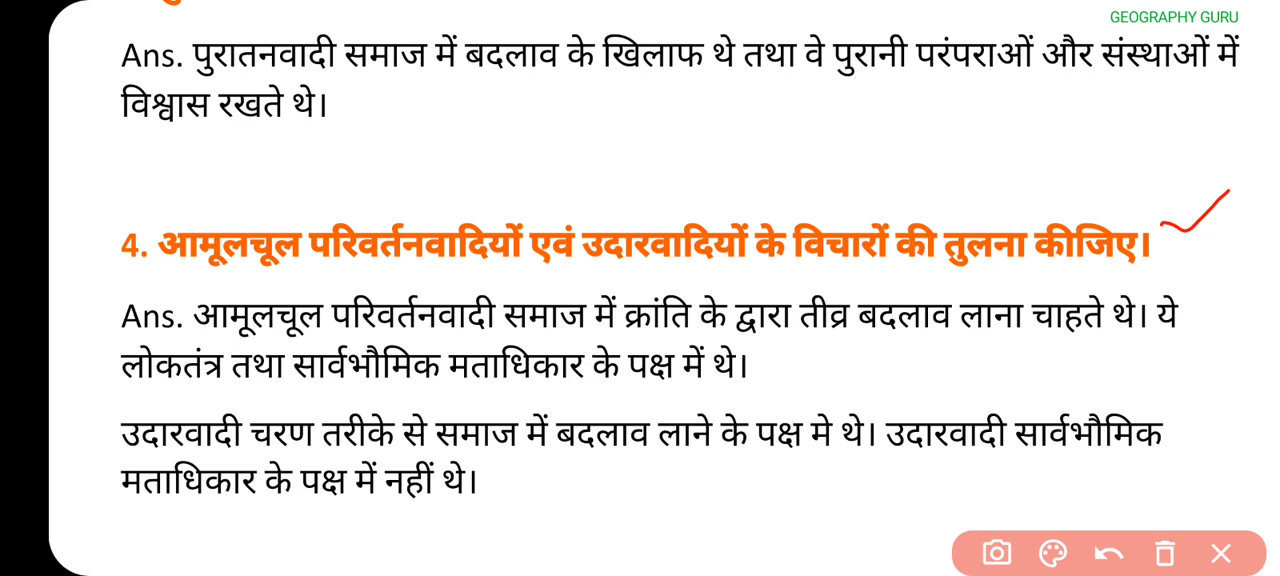 GEOGRAPHY GURU
Ans. पुरातनवादी समाज में बदलाव के खिलाफ थे तथा वे पुरानी परंपराओं और संस्थाओं में
विश्वास रखते थे।
4. आमूलचूल परिवर्तनवादियों एवं उदारवादियों के विचारों की तुलना कीजिए।
Ans. आमूलचूल परिवर्तनवादी समाज में क्रांति के द्वारा तीव्र बदलाव लाना चाहते थे। ये
लोकतंत्र तथा सार्वभौमिक मताधिकार के पक्ष में थे।
उदारवादी चरण तरीके से समाज में बदलाव लाने के पक्ष मे थे। उदारवादी सार्वभौमिक
मताधिकार के पक्ष में नहीं थे।